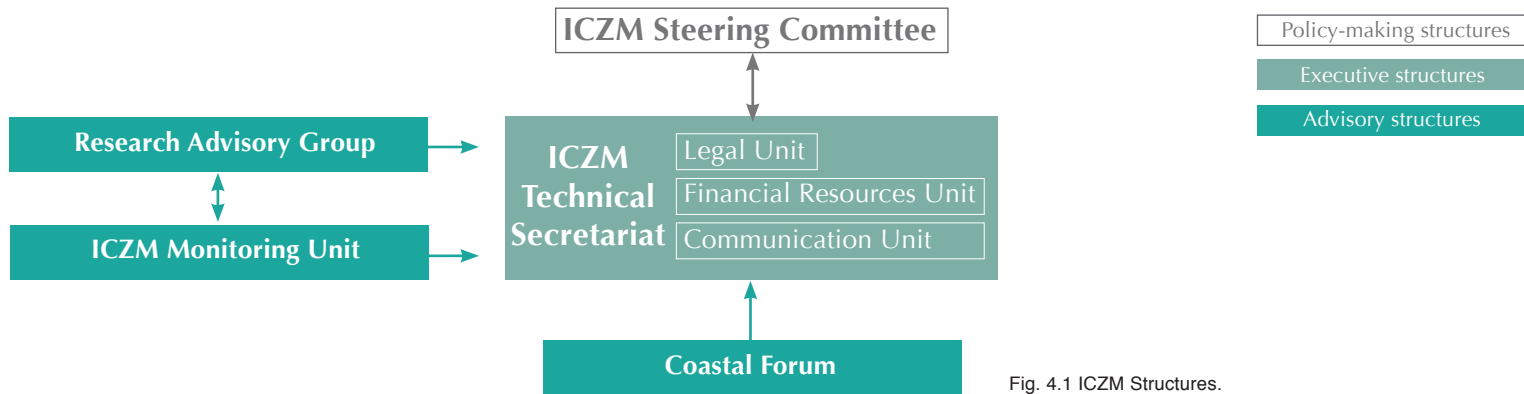 ICZM Steering Committee
Policy-making structures
Executive structures
Advisory structures
Research Advisory Group
ICZM Monitoring Unit
ICZM
Technical
Secretariat
Legal Unit
Financial Resources Unit
Communication Unit
Coastal Forum
Fig. 4.1 ICZM Structures.